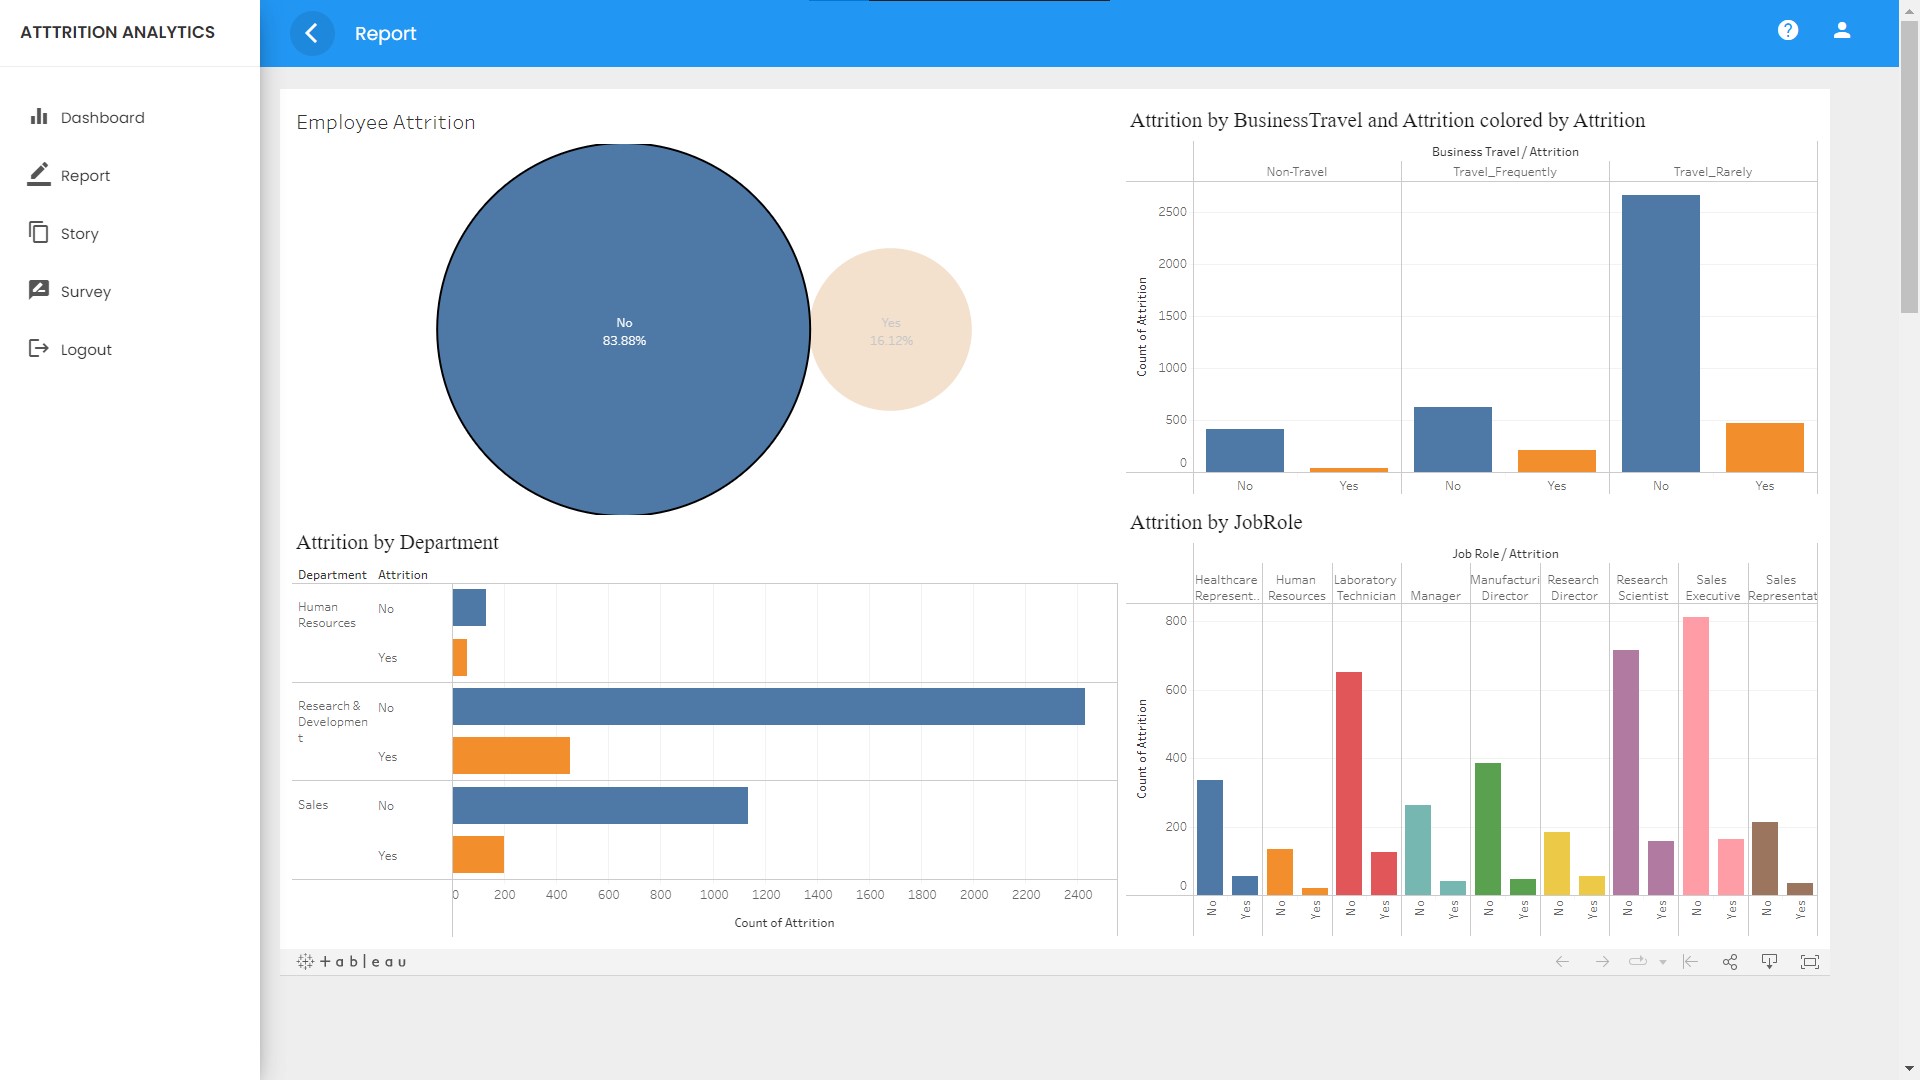 ATTTRITION ANALYTICS
Dashboard
Report
Story
Survey
Logout
Report
Employee Attrition
No
83.88%
Yes
16.12%
Attrition by BusinessTravel and Attrition colored by Attrition
Business Travel / Attrition
Non-Travel Travel_Frequently Travel_Rarely
Count of Attrition
2500
2000
1500
1000
500
0
No Yes No Yes No Yes
Attrition by Department
Department Attrition
Human
Resources
No
Yes
Research &
Developmen
t
No
Yes
Sales
No
Yes
0 200 400 600 800 1000 1200 1400 1600 1800 2000 2200 2400
Count of Attrition
Attrition by JobRole
Job Role / Attrition
Healthcare
Represent..
Human
Resources
Laboratory
Technician
Manager
Manufacturi
Director
Research
Director
Research
Scientist
Sales
Executive
Sales
Representat
Count of Attrition
800
600
400
200
0
No Yes No Yes No Yes No Yes No Yes No Yes No Yes No Yes No Yes
+ableau